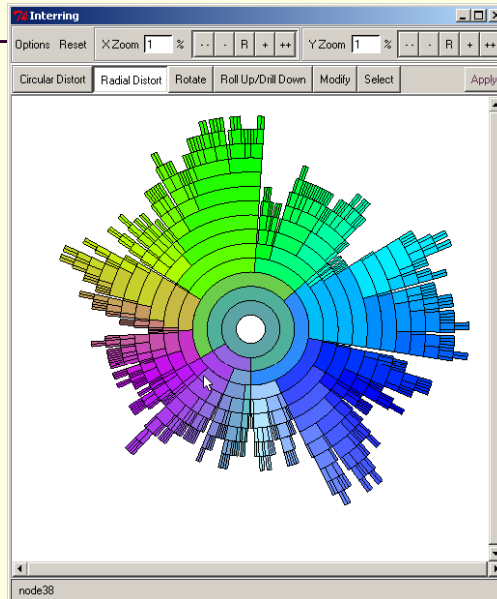 Interring
Options Reset X Zoom 1 % -- - R + ++ Y Zoom 1 % -- - R + ++
Circular Distort Radial Distort Rotate Roll Up/Drill Down Modify Select Apply
node38